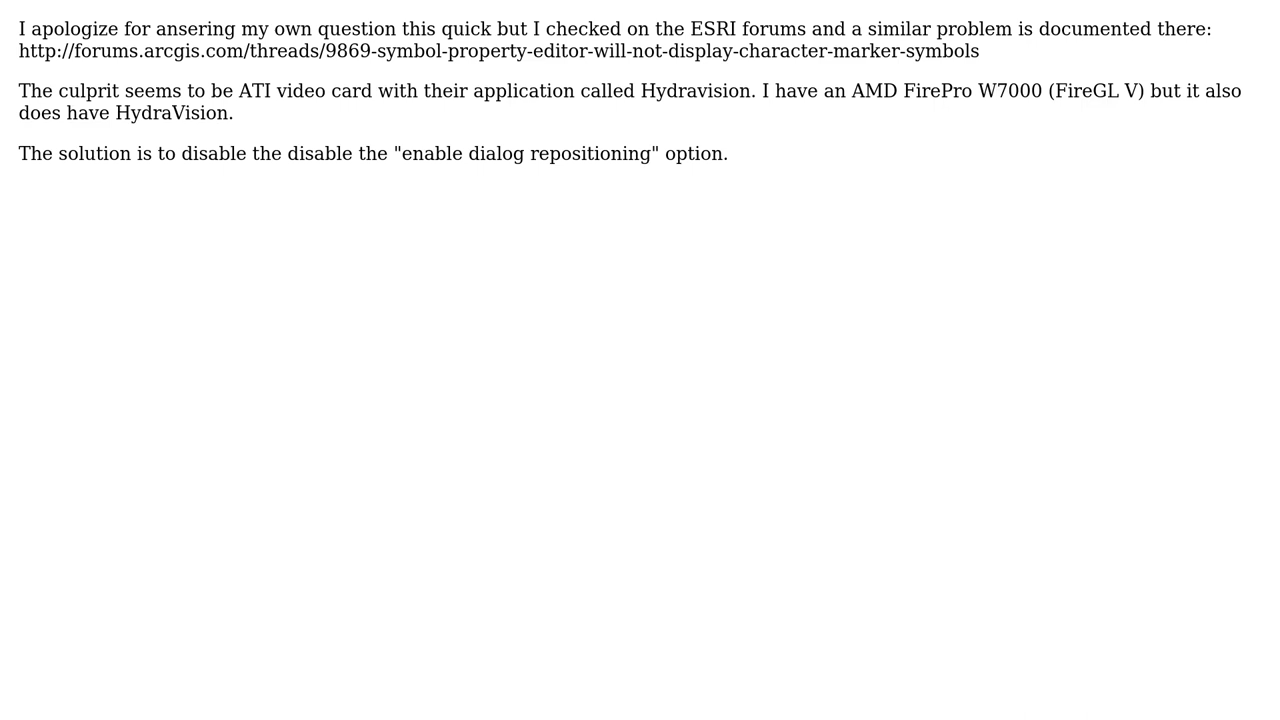 I apologize for ansering my own question this quick but I checked on the ESRI forums and a similar problem is documented there:
http://forums.arcgis.com/threads/9869-symbol-property-editor-will-not-display-character-marker-symbols
The culprit seems to be ATI video card with their application called Hydravision. I have an AMD FirePro W7000 (FireGL V) but it also
does have HydraVision.
The solution is to disable the disable the "enable dialog repositioning" option.